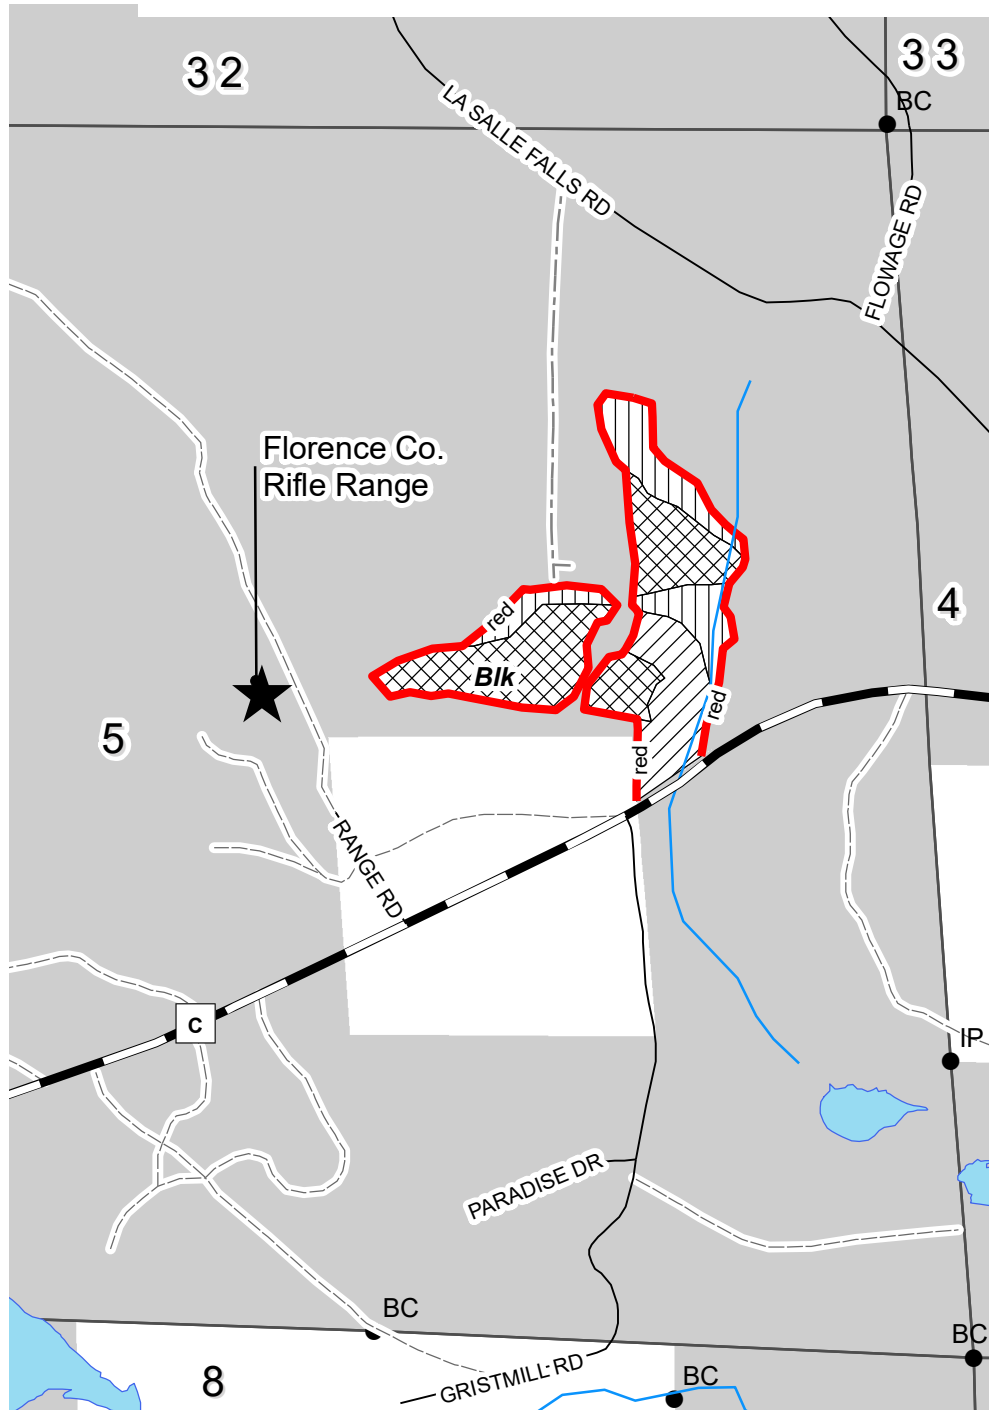 32
33
BC
LA SALLE FALLS RD
FLOWAGE RD
Florence Co.
Rifle Range
L
4
red
Blk
red
5
red
RANGE RD
C
IP
PARADISE DR
BC
BC
GRISTMILL RD
8
BC